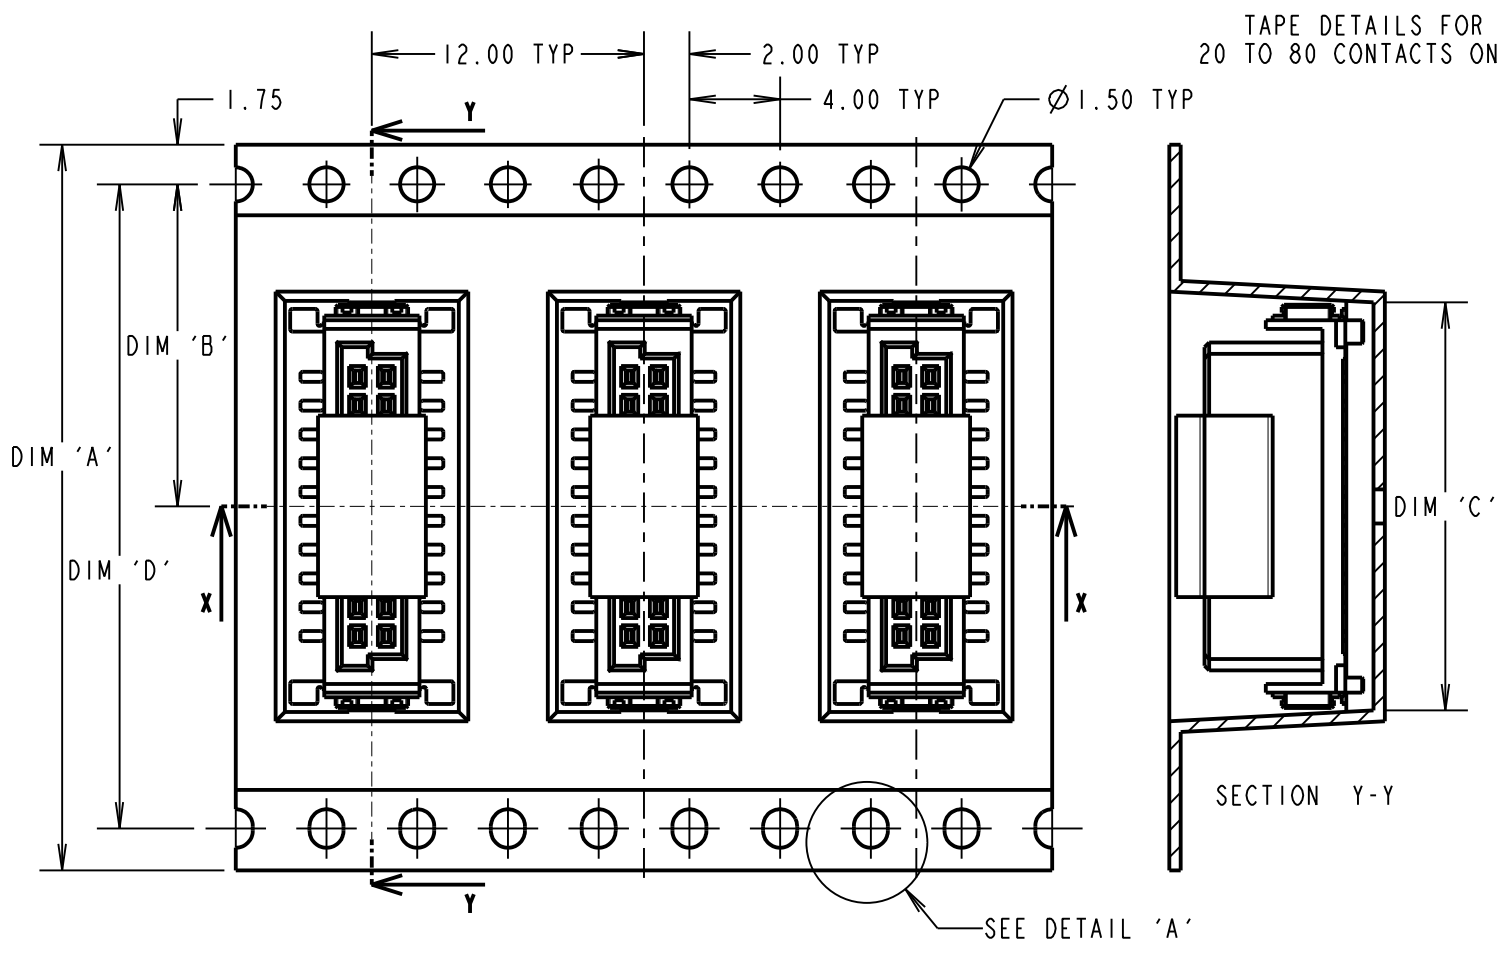 TAPE DETAILS FOR
20 TO 80 CONTACTS ON
12.00 TYP
2.00 TYP
1.75
4.00 TYP
Ø1.50 TYP
Y
DIM 'B'
DIM 'A'
DIM 'C'
DIM 'D'
X
X
SECTION Y-Y
Y
SEE DETAIL 'A'